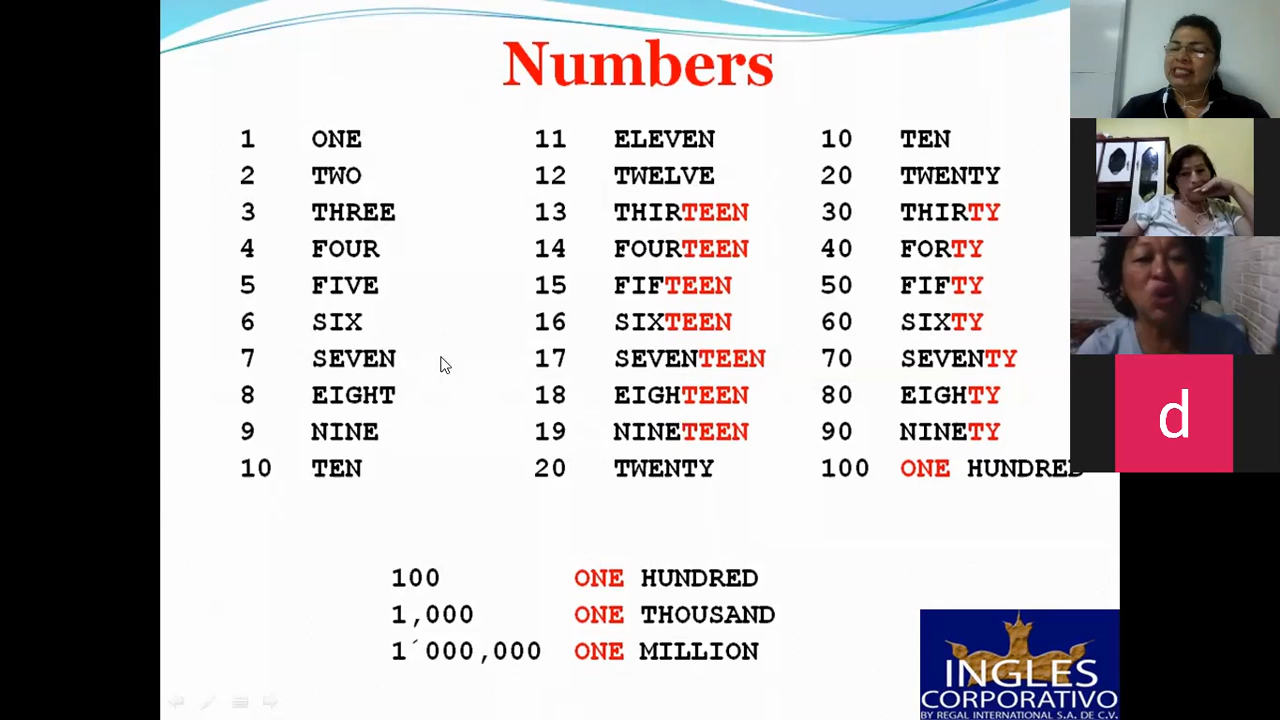 Numbers
1 ONE 11 ELEVEN 10 TEN
2 TWO 12 TWELVE 20 TWENTY
3 THREE 13 THIRTEEN 30 THIRTY
4 FOUR 14 FOURTEEN 40 FORTY
5 FIVE 15 FIFTEEN 50 FIFTY
6 SIX 16 SIXTEEN 60 SIXTY
7 SEVEN 17 SEVENTEEN 70 SEVENTY
8 EIGHT 18 EIGHTEEN 80 EIGHTY
9 NINE 19 NINETEEN 90 NINETY
10 TEN 20 TWENTY 100 ONE HUNDRED
100 ONE HUNDRED
1,000 ONE THOUSAND
1´000,000 ONE MILLION
d
INGLES
CORPORATIVO
BY REGAL INTERNATIONAL S.A. DE C.V.